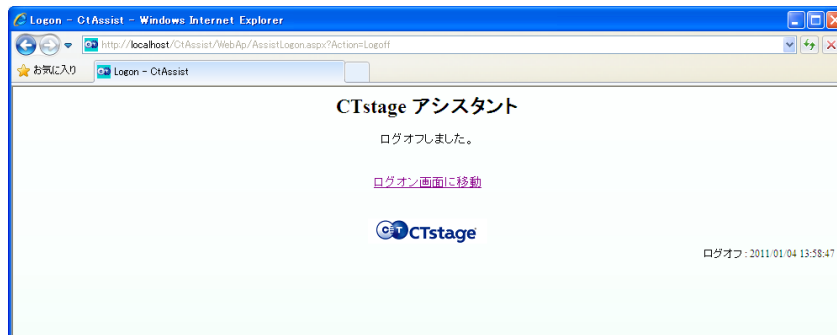 Logon - CtAssist - Windows Internet Explorer
http://localhost/CtAssist/WebAp/AssistLogon.aspx?Action=Logoff
お気に入り
Logon - CtAssist
CTstage アシスタント
ログオフしました。
ログオン画面に移動
CTstage
ログオフ : 2011/01/04 13:58:47